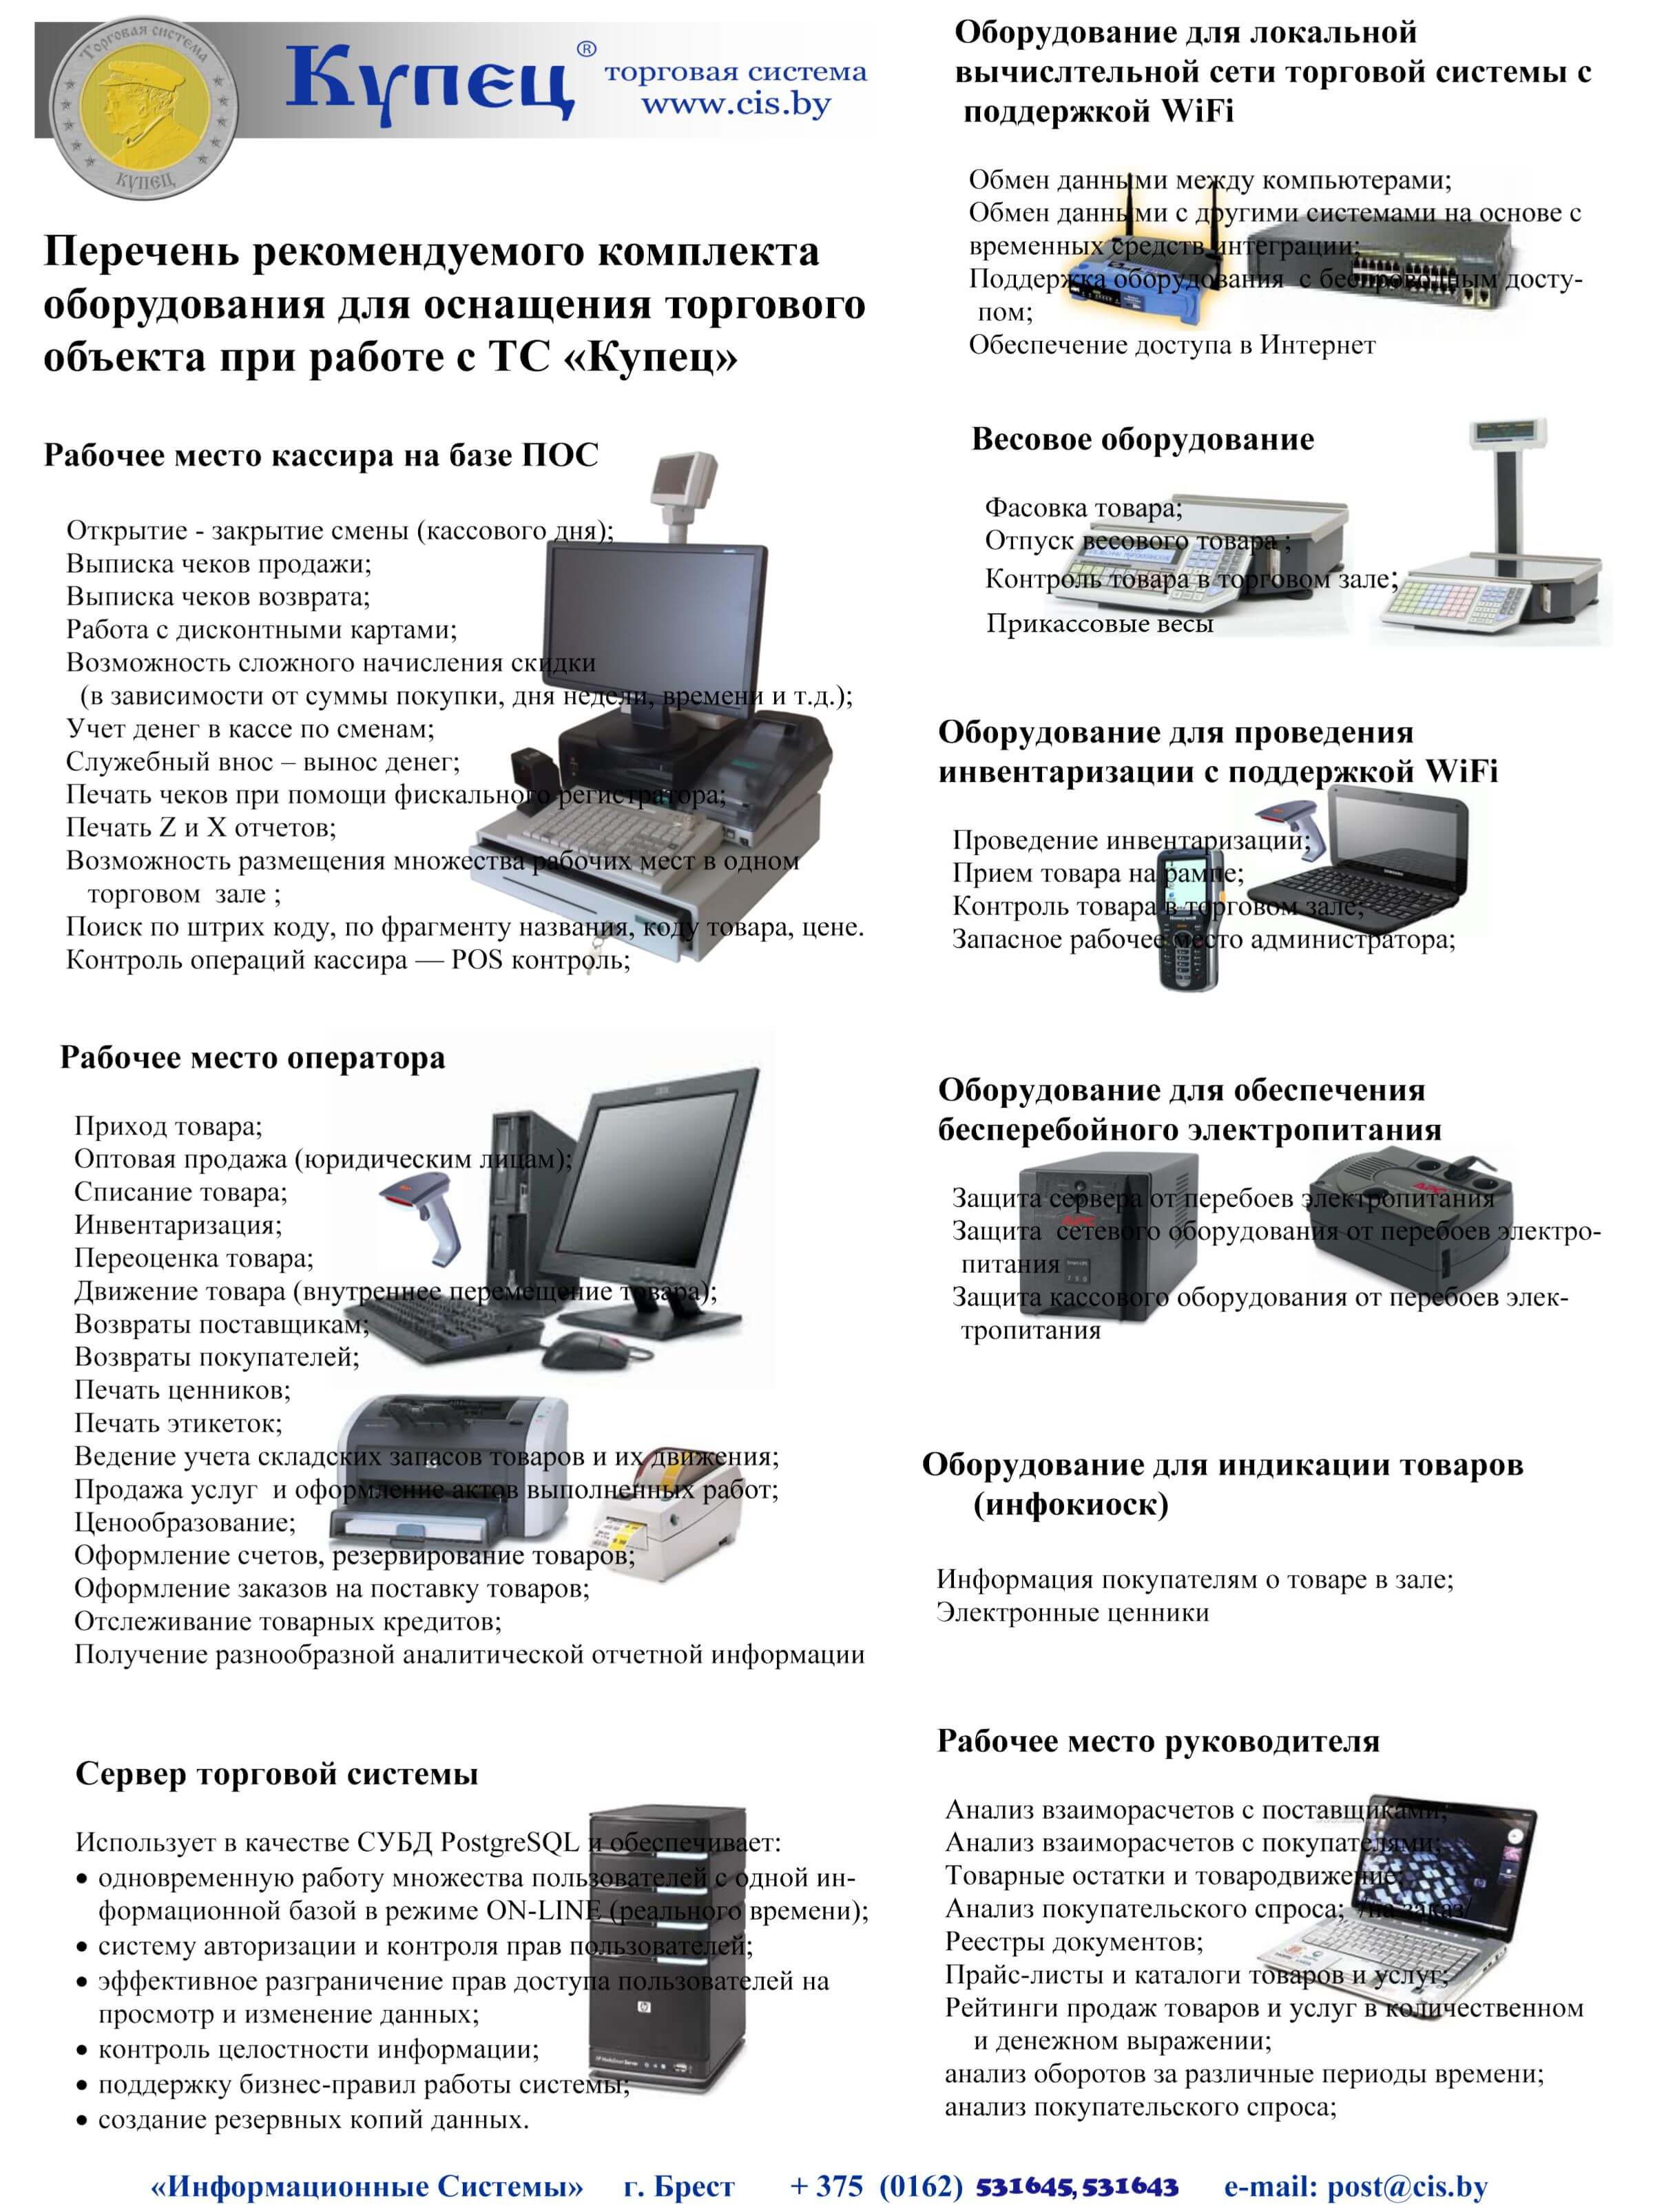 Торговая система
КУПЕЦ
Купец®
торговая система
www.cis.by
Перечень рекомендуемого комплекта
оборудования для оснащения торгового
объекта при работе с ТС «Купец»
Рабочее место кассира на базе ПОС
Открытие - закрытие смены (кассового дня);
Выписка чеков продажи;
Выписка чеков возврата;
Работа с дисконтными картами;
Возможность сложного начисления скидки
(в зависимости от суммы покупки, дня недели, времени и т.д.);
Учет денег в кассе по сменам;
Служебный внос – вынос денег;
Печать чеков при помощи фискального регистратора;
Печать Z и X отчетов;
Возможность размещения множества рабочих мест в одном
торговом зале ;
Поиск по штрих коду, по фрагменту названия, коду товара, цене.
Контроль операций кассира — POS контроль;
Рабочее место оператора
Приход товара;
Оптовая продажа (юридическим лицам);
Списание товара;
Инвентаризация;
Переоценка товара;
Движение товара (внутреннее перемещение товара);
Возвраты поставщикам;
Возвраты покупателей;
Печать ценников;
Печать этикеток;
Ведение учета складских запасов товаров и их движения;
Продажа услуг и оформление актов выполненных работ;
Ценообразование;
Оформление счетов, резервирование товаров;
Оформление заказов на поставку товаров;
Отслеживание товарных кредитов;
Получение разнообразной аналитической отчетной информации
Сервер торговой системы
Использует в качестве СУБД PostgreSQL и обеспечивает:
• одновременную работу множества пользователей с одной ин-
формационной базой в режиме ON-LINE (реального времени);
• систему авторизации и контроля прав пользователей;
• эффективное разграничение прав доступа пользователей на
просмотр и изменение данных;
• контроль целостности информации;
• поддержку бизнес-правил работы системы;
• создание резервных копий данных.
Оборудование для локальной
вычислтельной сети торговой системы с
поддержкой WiFi
Обмен данными между компьютерами;
Обмен данными с другими системами на основе с
временных средств интеграции;
Поддержка оборудования с беспроводным досту-
пом;
Обеспечение доступа в Интернет
Весовое оборудование
Фасовка товара;
Отпуск весового товара ;
Контроль товара в торговом зале;
Прикассовые весы
Оборудование для проведения
инвентаризации с поддержкой WiFi
Проведение инвентаризации;
Прием товара на рампе;
Контроль товара в торговом зале;
Запасное рабочее место администратора;
Оборудование для обеспечения
бесперебойного электропитания
Защита сервера от перебоев электропитания
Защита сетевого оборудования от перебоев электро-
питания
Защита кассового оборудования от перебоев элек-
тропитания
APC
APC
Оборудование для индикации товаров
(инфокиоск)
Информация покупателям о товаре в зале;
Электронные ценники
Рабочее место руководителя
Анализ взаиморасчетов с поставщиками;
Анализ взаиморасчетов с покупателями;
Товарные остатки и товародвижение;
Анализ покупательского спроса; /на заказ/
Реестры документов;
Прайс-листы и каталоги товаров и услуг;
Рейтинги продаж товаров и услуг в количественном
и денежном выражении;
анализ оборотов за различные периоды времени;
анализ покупательского спроса;
«Информационные Системы» г. Брест + 375 (0162) 531645, 531643 e-mail: post@cis.by